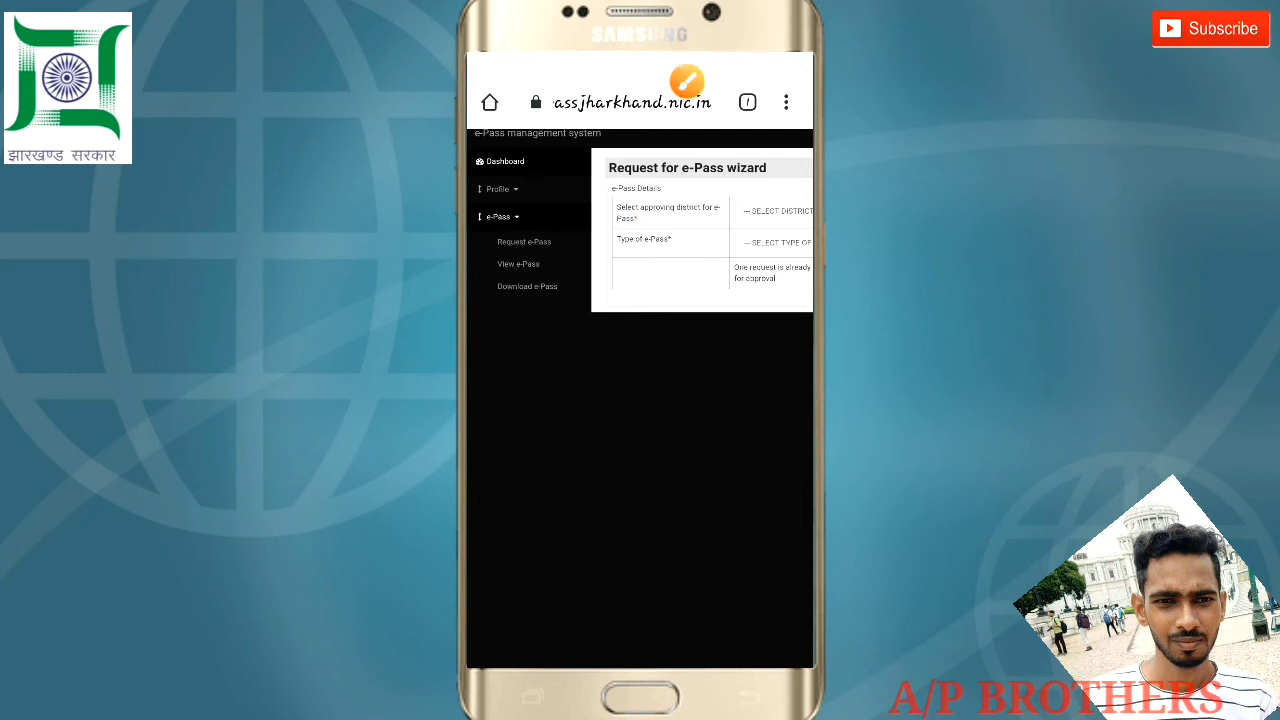 Subscribe
SAMSUNG
assjharkhand.nic.in
झारखण्ड सरकार
e-Pass management system
Dashboard
Profile
e-Pass
Request e-Pass
View e-Pass
Download e-Pass
Request for e-Pass wizard
e-Pass Details
Select approving district for e-
Pass*
--- SELECT DISTRICT
Type of e-Pass*
--- SELECT TYPE OF
One request is already
for approval
A/P BROTHERS